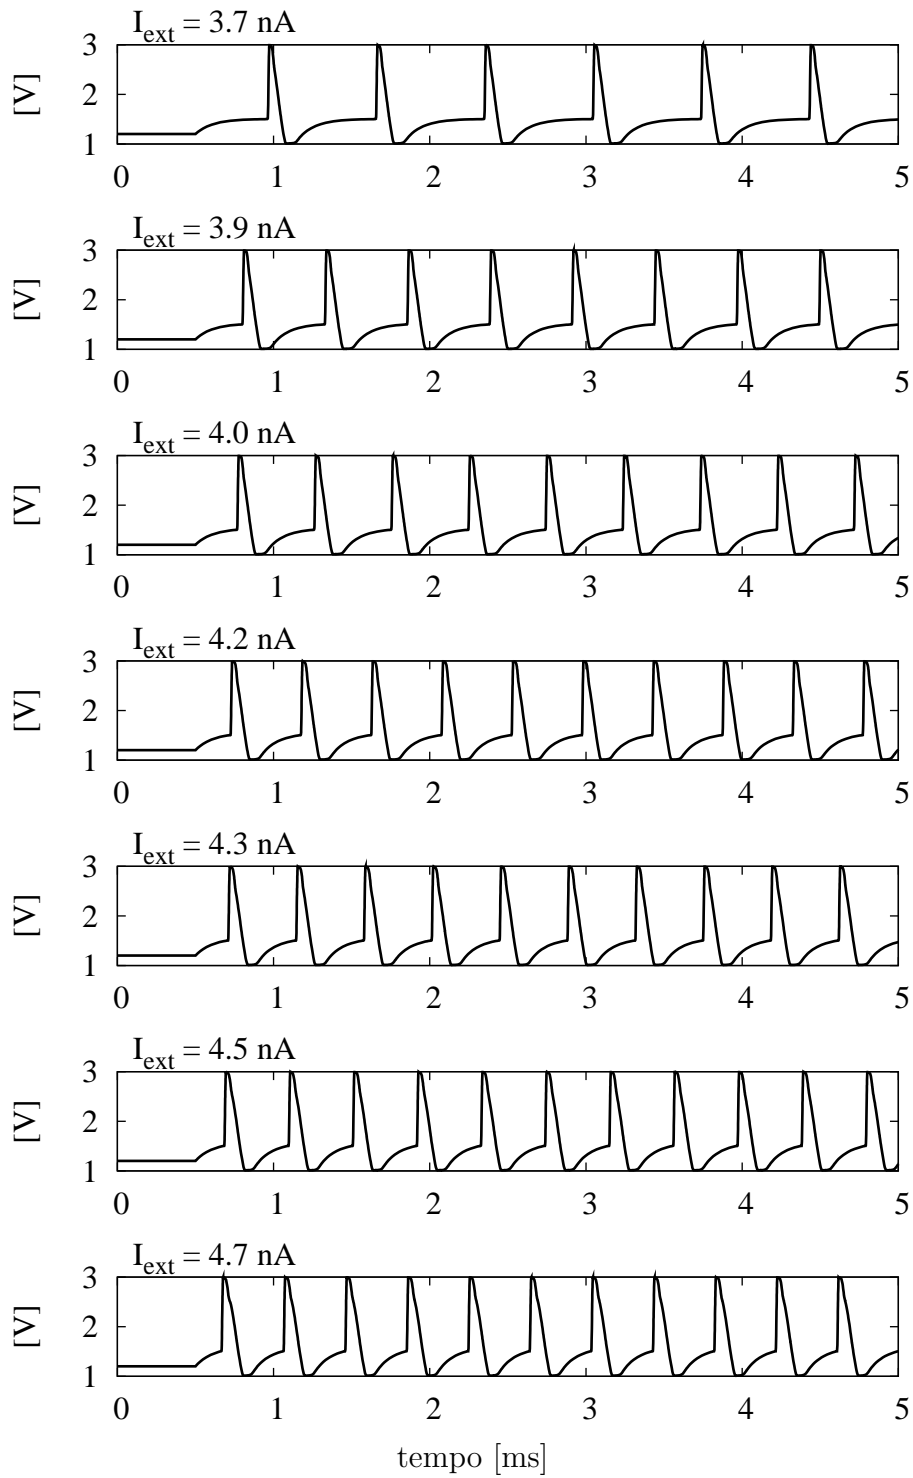 I_ext = 3.7 nA
3
[V] 2
1
0 1 2 3 4 5
I_ext = 3.9 nA
3
[V] 2
1
0 1 2 3 4 5
I_ext = 4.0 nA
3
[V] 2
1
0 1 2 3 4 5
I_ext = 4.2 nA
3
[V] 2
1
0 1 2 3 4 5
I_ext = 4.3 nA
3
[V] 2
1
0 1 2 3 4 5
I_ext = 4.5 nA
3
[V] 2
1
0 1 2 3 4 5
I_ext = 4.7 nA
3
[V] 2
1
0 1 2 3 4 5
tempo [ms]